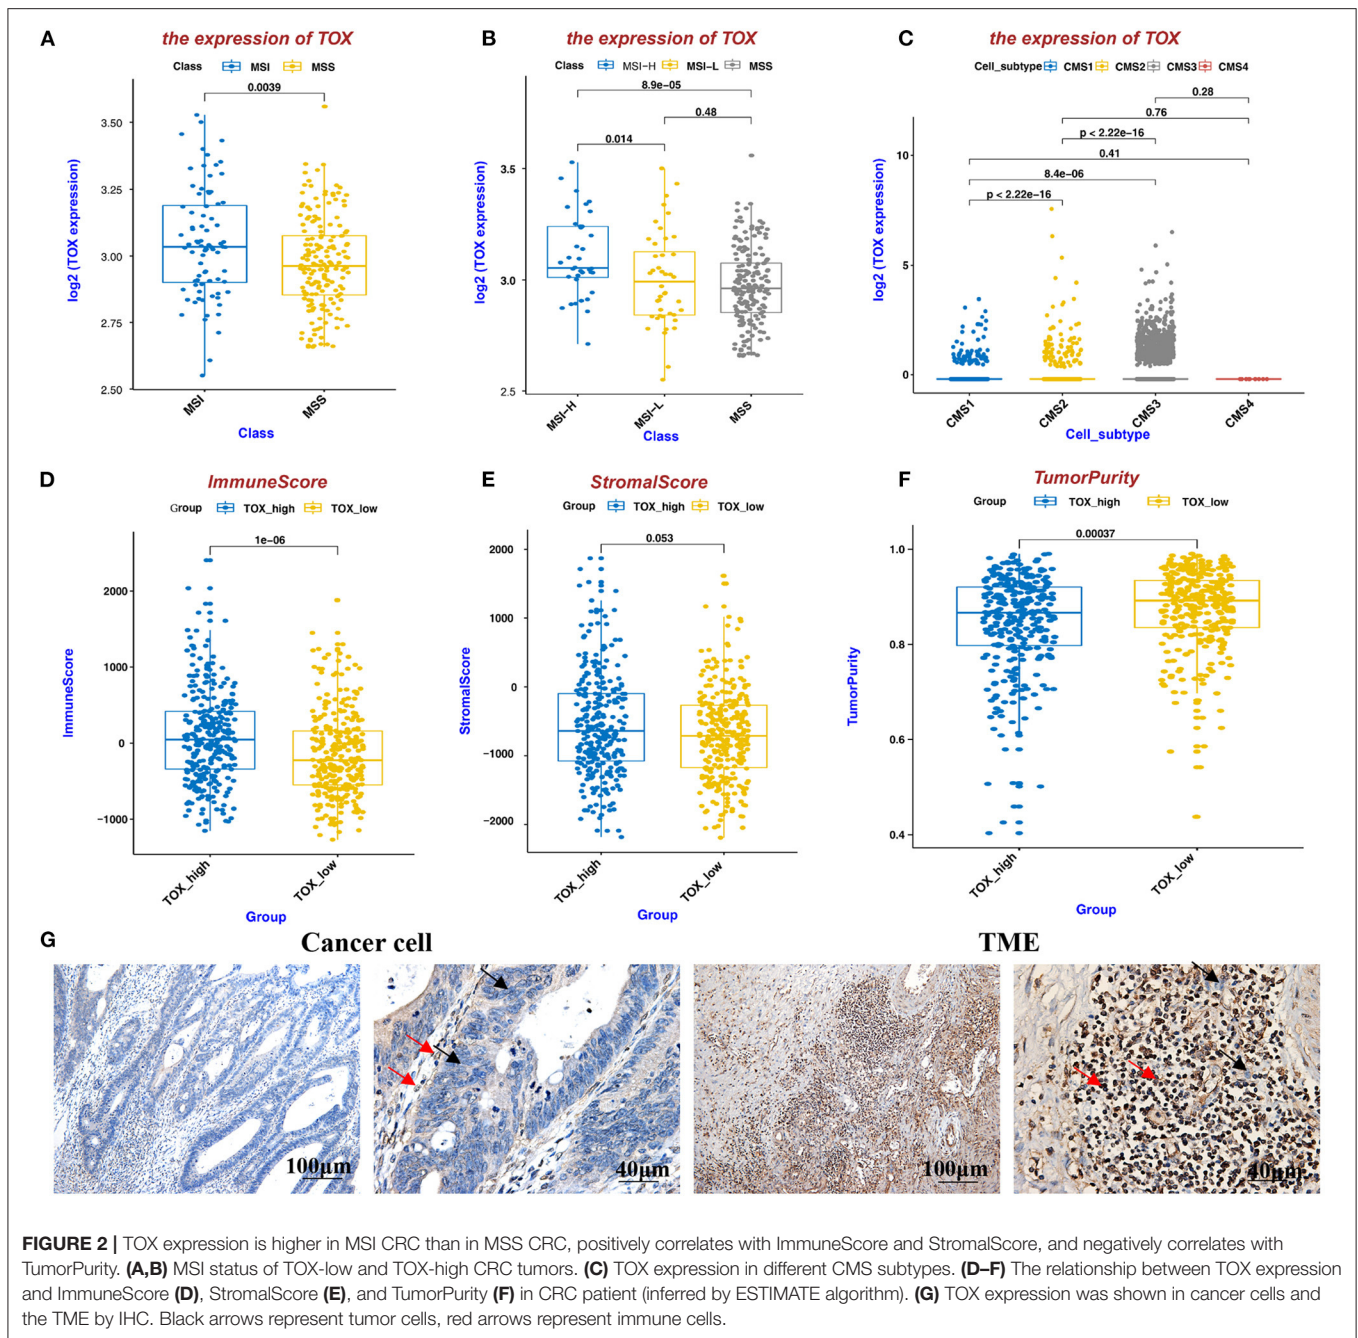 A
the expression of TOX
Class MSI MSS
0.0039
log2 (TOX expression)
3.50
3.25
3.00
2.75
2.50
MSI
MSS
Class
B
the expression of TOX
Class MSI-H MSI-L MSS
8.9e-05
0.48
0.014
log2 (TOX expression)
3.5
3.0
2.5
MSI-H
MSI-L
MSS
Class
C
the expression of TOX
Cell_subtype CMS1 CMS2 CMS3 CMS4
0.28
0.76
p < 2.22e-16
0.41
8.4e-06
p < 2.22e-16
log2 (TOX expression)
10
5
0
CMS1
CMS2
CMS3
CMS4
Cell_subtype
D
ImmuneScore
Group TOX_high TOX_low
1e-06
ImmuneScore
2000
1000
0
-1000
TOX_high
TOX_low
Group
E
StromalScore
Group TOX_high TOX_low
0.053
StromalScore
2000
1000
0
-1000
-2000
TOX_high
TOX_low
Group
F
TumorPurity
Group TOX_high TOX_low
0.00037
TumorPurity
1.0
0.8
0.6
0.4
TOX_high
TOX_low
Group
G
Cancer cell
TME
100μm
40μm
100μm
40μm
FIGURE 2 | TOX expression is higher in MSI CRC than in MSS CRC, positively correlates with ImmuneScore and StromalScore, and negatively correlates with
TumorPurity. (A,B) MSI status of TOX-low and TOX-high CRC tumors. (C) TOX expression in different CMS subtypes. (D–F) The relationship between TOX expression
and ImmuneScore (D), StromalScore (E), and TumorPurity (F) in CRC patient (inferred by ESTIMATE algorithm). (G) TOX expression was shown in cancer cells and
the TME by IHC. Black arrows represent tumor cells, red arrows represent immune cells.